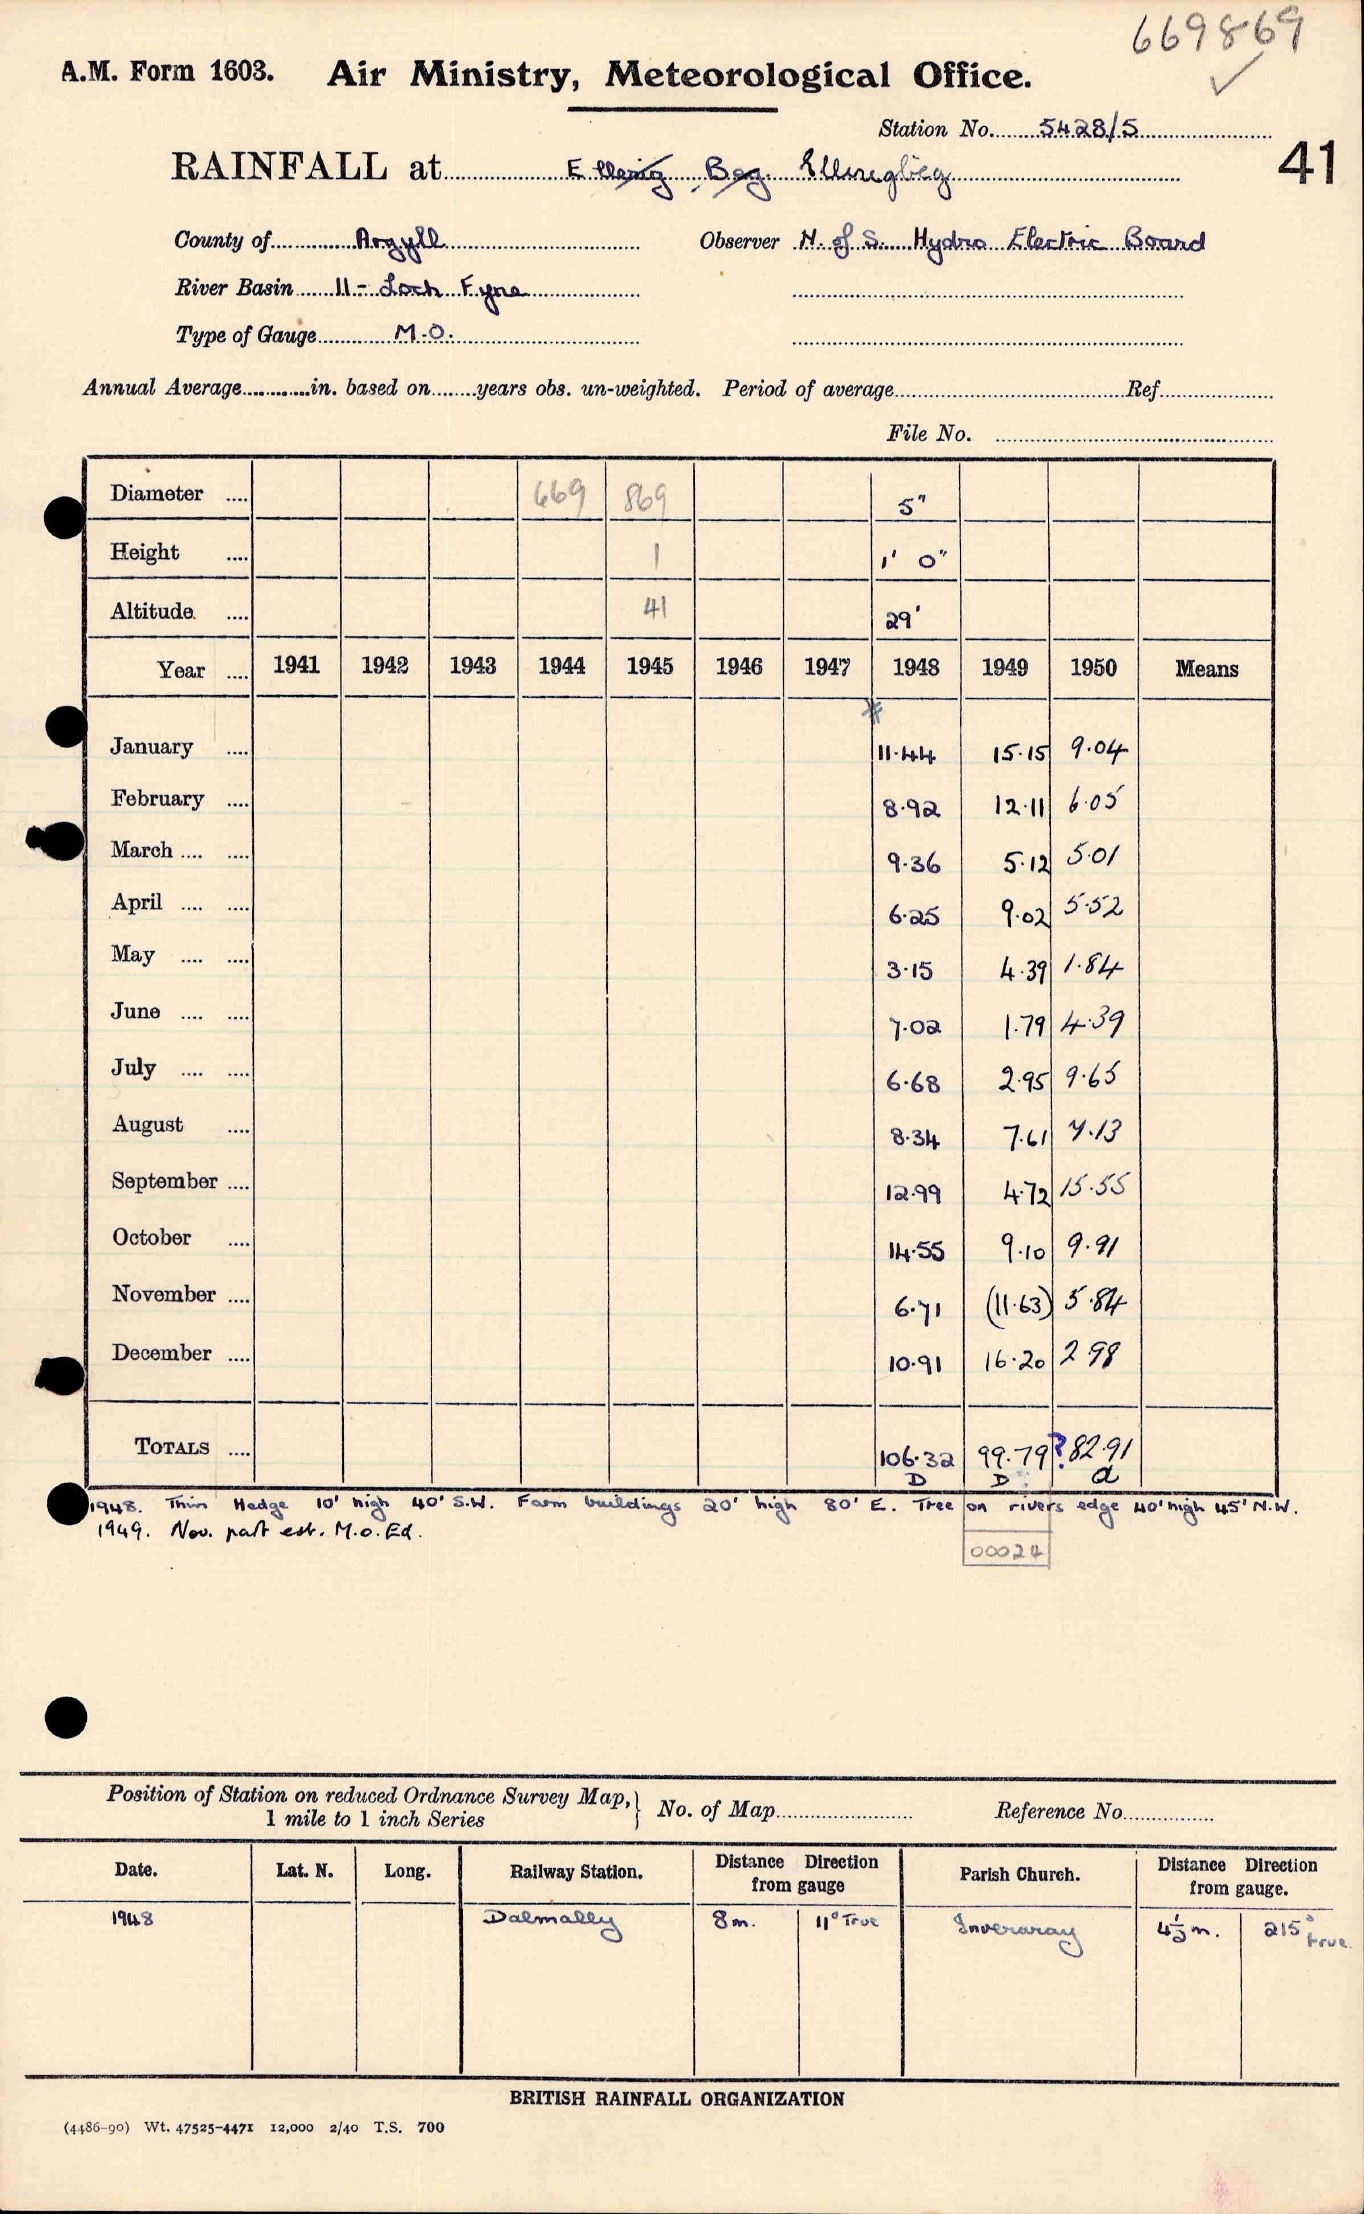 669869
A.M. Form 1603. Air Ministry, Meteorological Office.
Station No. 5428/5
41
RAINFALL at Ellerig Beg Elleregbeg
County of Argyll Observer N. of S. Hydro Electric Board
River Basin 11 - Loch Fyne
Type of Gauge M.O.
Annual Average in. based on years obs. un-weighted. Period of average Ref.
File No.
Diameter 669 869 5"
Height 1 1' 0"
Altitude 41 29'
Year 1941 1942 1943 1944 1945 1946 1947 1948 1949 1950 Means
*
January 11.44 15.15 9.04
February 8.92 12.11 6.05
March 9.36 5.12 5.01
April 6.25 9.02 5.52
May 3.15 4.39 1.84
June 7.02 1.79 4.39
July 6.68 2.95 9.65
August 8.34 7.61 7.13
September 12.99 4.72 15.55
October 14.55 9.10 9.91
November 6.71 (11.63) 5.84
December 10.91 16.20 2.98
TOTALS 106.32 99.79 ? 82.91
D D a
1948. Thin Hedge 10' high 40' S.W. Farm buildings 20' high 80' E. Tree on rivers edge 40' high 45' N.W.
1949. Nov. part est. M.O. Ed.
00024
Position of Station on reduced Ordnance Survey Map, 1 mile to 1 inch Series } No. of Map Reference No.
Date. Lat. N. Long. Railway Station. Distance Direction from gauge Parish Church. Distance Direction from gauge.
1948 Dalmally 8m. 11° True Inveraray 4½ m. 215° true
BRITISH RAINFALL ORGANIZATION
(4486-90) Wt. 47525-4471 12,000 2/40 T.S. 700